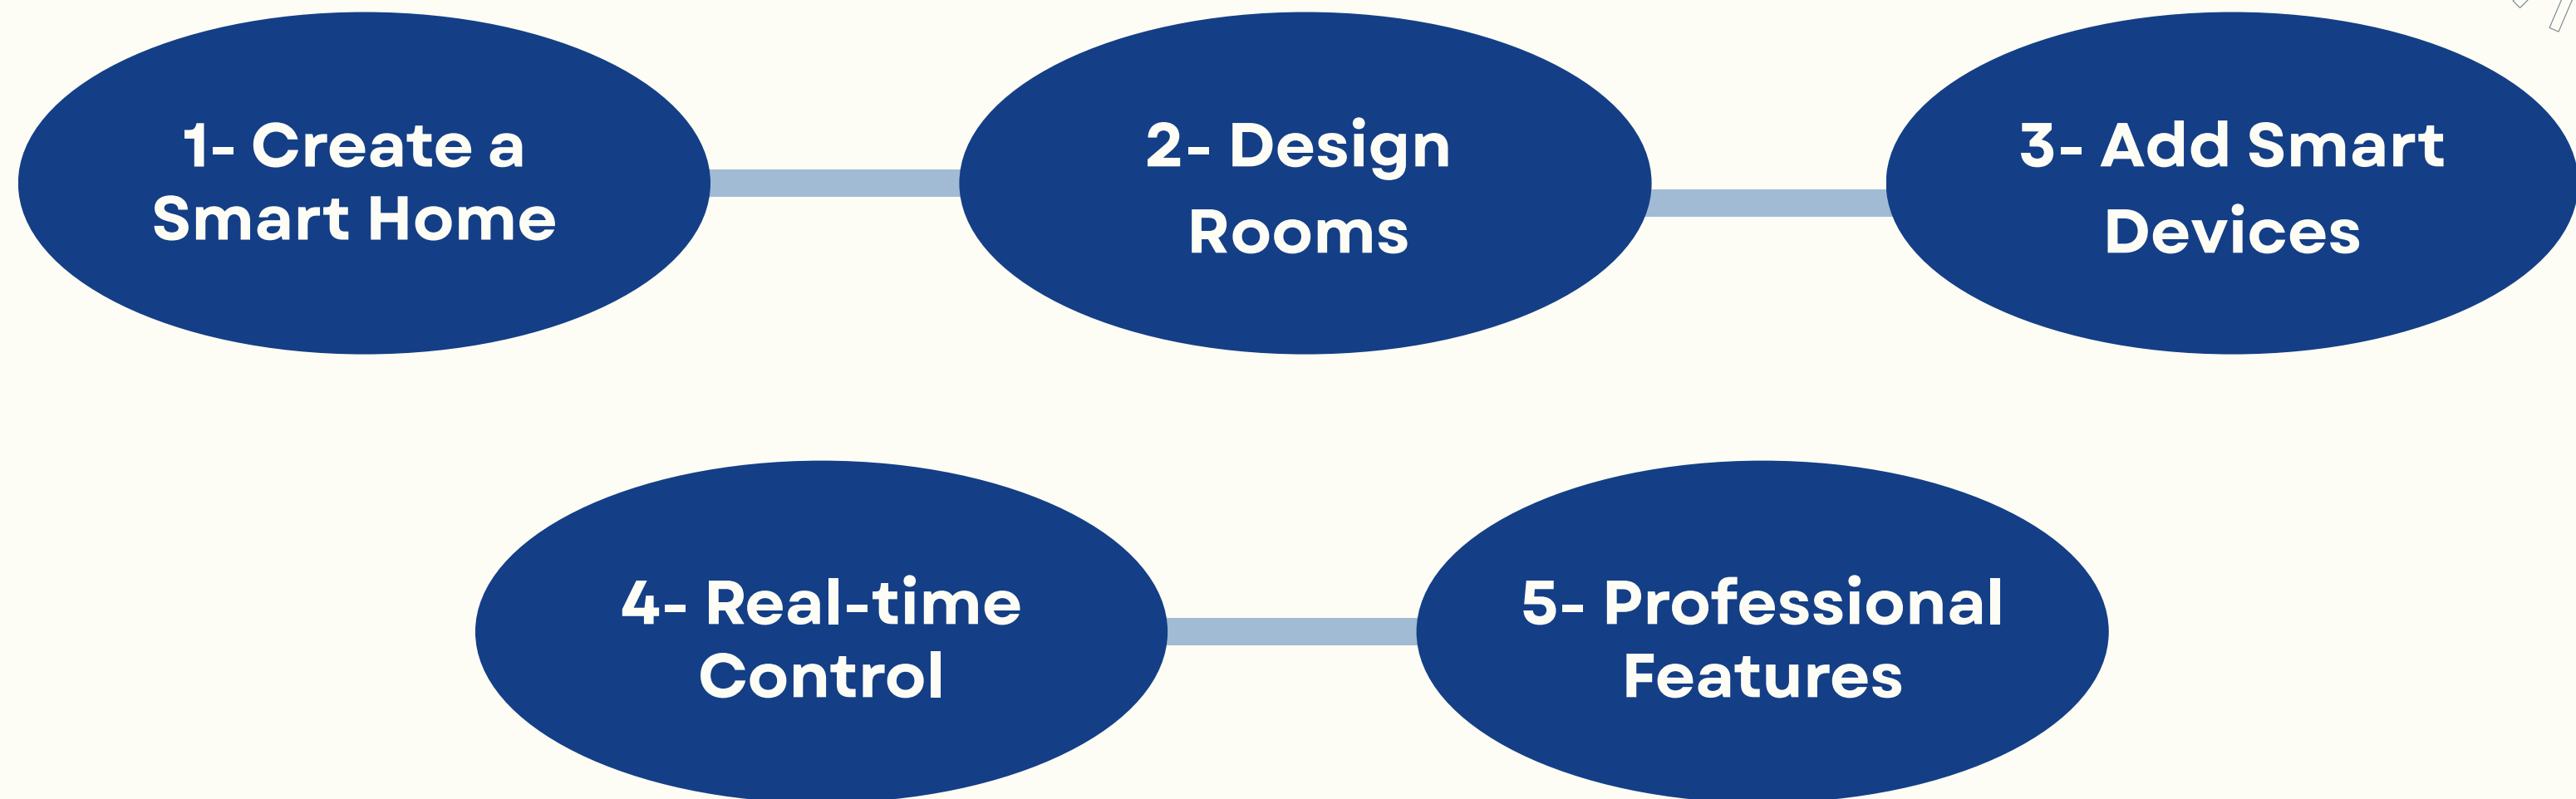 1- Create a
Smart Home
2- Design
Rooms
3- Add Smart
Devices
4- Real-time
Control
5- Professional
Features